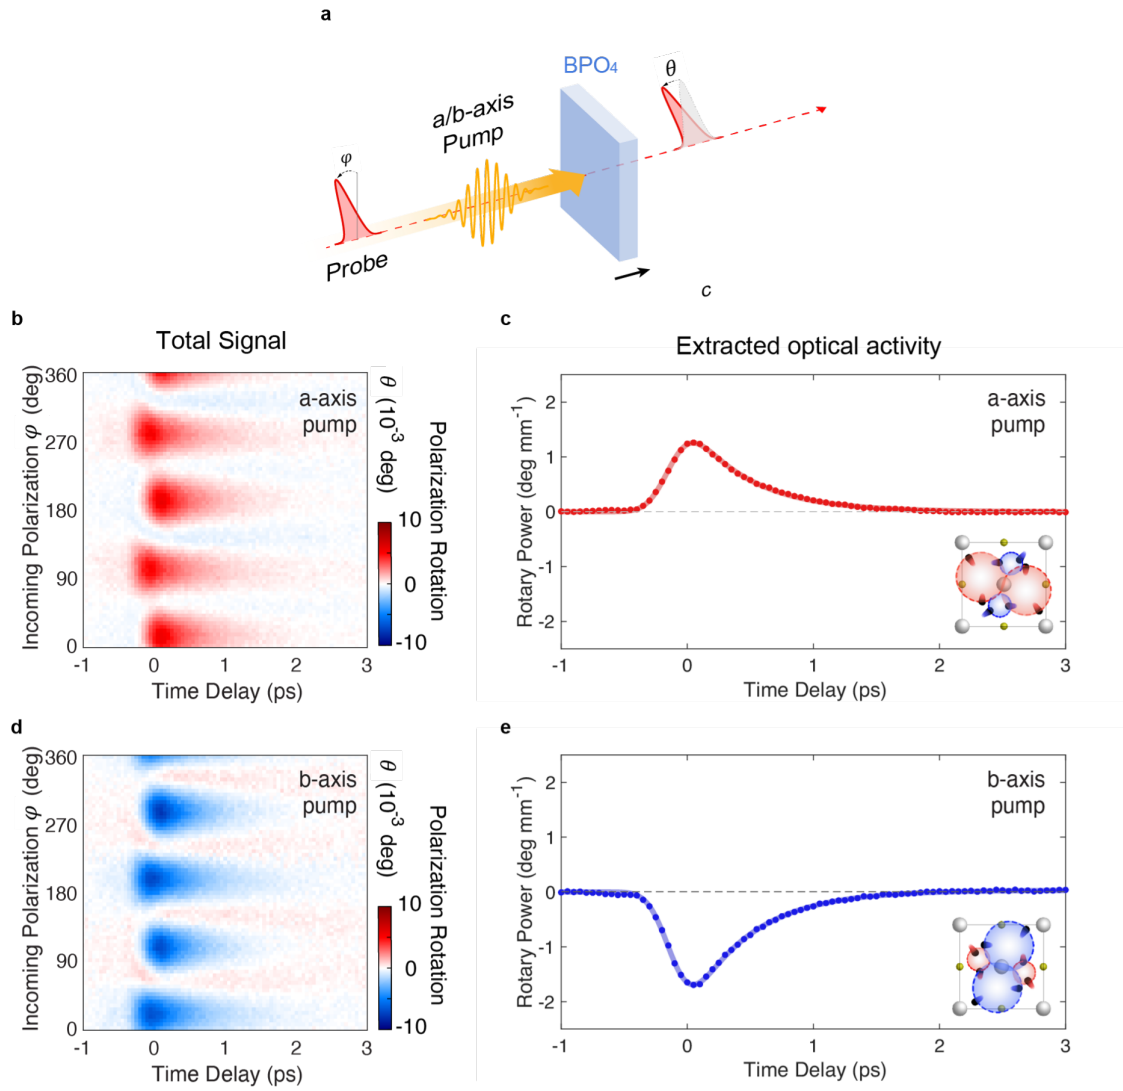 a
BPO4
θ
a/b-axis
Pump
φ
Probe
c
b
Total Signal
Incoming Polarization φ (deg)
360
270
180
90
0
a-axis
pump
-1
0
1
2
3
Time Delay (ps)
θ (10-3 deg)
Polarization Rotation
10
0
-10
c
Extracted optical activity
Rotary Power (deg mm-1)
2
1
0
-1
-2
a-axis
pump
-1
0
1
2
3
Time Delay (ps)
d
Incoming Polarization φ (deg)
360
270
180
90
0
b-axis
pump
-1
0
1
2
3
Time Delay (ps)
θ (10-3 deg)
Polarization Rotation
10
0
-10
e
Rotary Power (deg mm-1)
2
1
0
-1
-2
b-axis
pump
-1
0
1
2
3
Time Delay (ps)